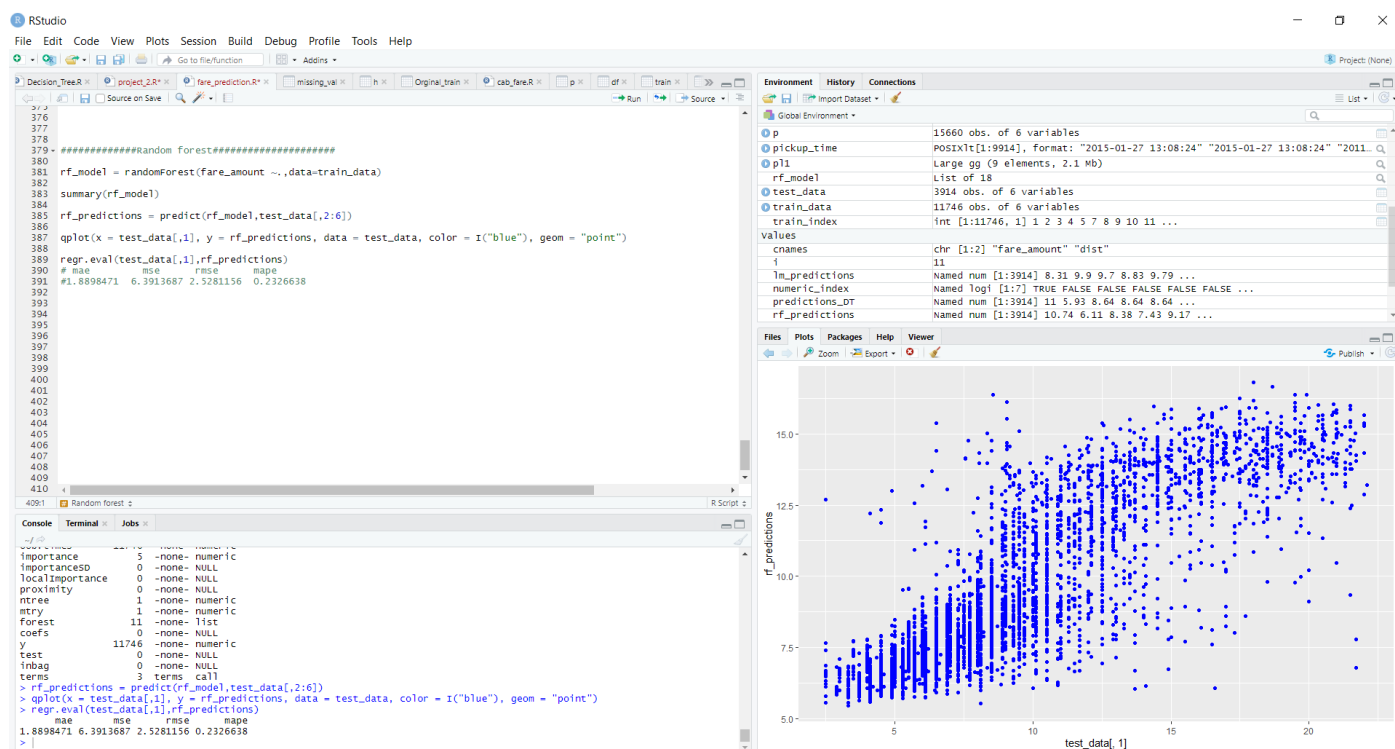 RStudio
File Edit Code View Plots Session Build Debug Profile Tools Help
Go to file/function Addins Project: (None)
Decision_Tree.R project_2.R* fare_prediction.R* missing_val h Orginal_train cab_fare.R p df train
Source on Save Run Source
375
376
377
378
379 #############Random forest#####################
380
381 rf_model = randomForest(fare_amount ~.,data=train_data)
382
383 summary(rf_model)
384
385 rf_predictions = predict(rf_model,test_data[,2:6])
386
387 qplot(x = test_data[,1], y = rf_predictions, data = test_data, color = I("blue"), geom = "point")
388
389 regr.eval(test_data[,1],rf_predictions)
390 # mae mse rmse mape
391 #1.8898471 6.3913687 2.5281156 0.2326638
392
393
394
395
396
397
398
399
400
401
402
403
404
405
406
407
408
409
410
409:1 Random forest R Script
Console Terminal Jobs
~/
importance 5 -none- numeric
importanceSD 0 -none- NULL
localImportance 0 -none- NULL
proximity 0 -none- NULL
ntree 1 -none- numeric
mtry 1 -none- numeric
forest 11 -none- list
coefs 0 -none- NULL
y 11746 -none- numeric
test 0 -none- NULL
inbag 0 -none- NULL
terms 3 terms call
> rf_predictions = predict(rf_model,test_data[,2:6])
> qplot(x = test_data[,1], y = rf_predictions, data = test_data, color = I("blue"), geom = "point")
> regr.eval(test_data[,1],rf_predictions)
mae mse rmse mape
1.8898471 6.3913687 2.5281156 0.2326638
>
Environment History Connections
Import Dataset List
Global Environment
p 15660 obs. of 6 variables
pickup_time POSIXlt[1:9914], format: "2015-01-27 13:08:24" "2015-01-27 13:08:24" "2011…
pl1 Large gg (9 elements, 2.1 Mb)
rf_model List of 18
test_data 3914 obs. of 6 variables
train_data 11746 obs. of 6 variables
train_index int [1:11746, 1] 1 2 3 4 5 7 8 9 10 11 ...
values
cnames chr [1:2] "fare_amount" "dist"
i 11
lm_predictions Named num [1:3914] 8.31 9.9 9.7 8.83 9.79 ...
numeric_index Named logi [1:7] TRUE FALSE FALSE FALSE FALSE FALSE ...
predictions_DT Named num [1:3914] 11 5.93 8.64 8.64 8.64 ...
rf_predictions Named num [1:3914] 10.74 6.11 8.38 7.43 9.17 ...
Files Plots Packages Help Viewer
Zoom Export Publish
15.0
12.5
10.0
7.5
5.0
rf_predictions
5 10 15 20
test_data[, 1]